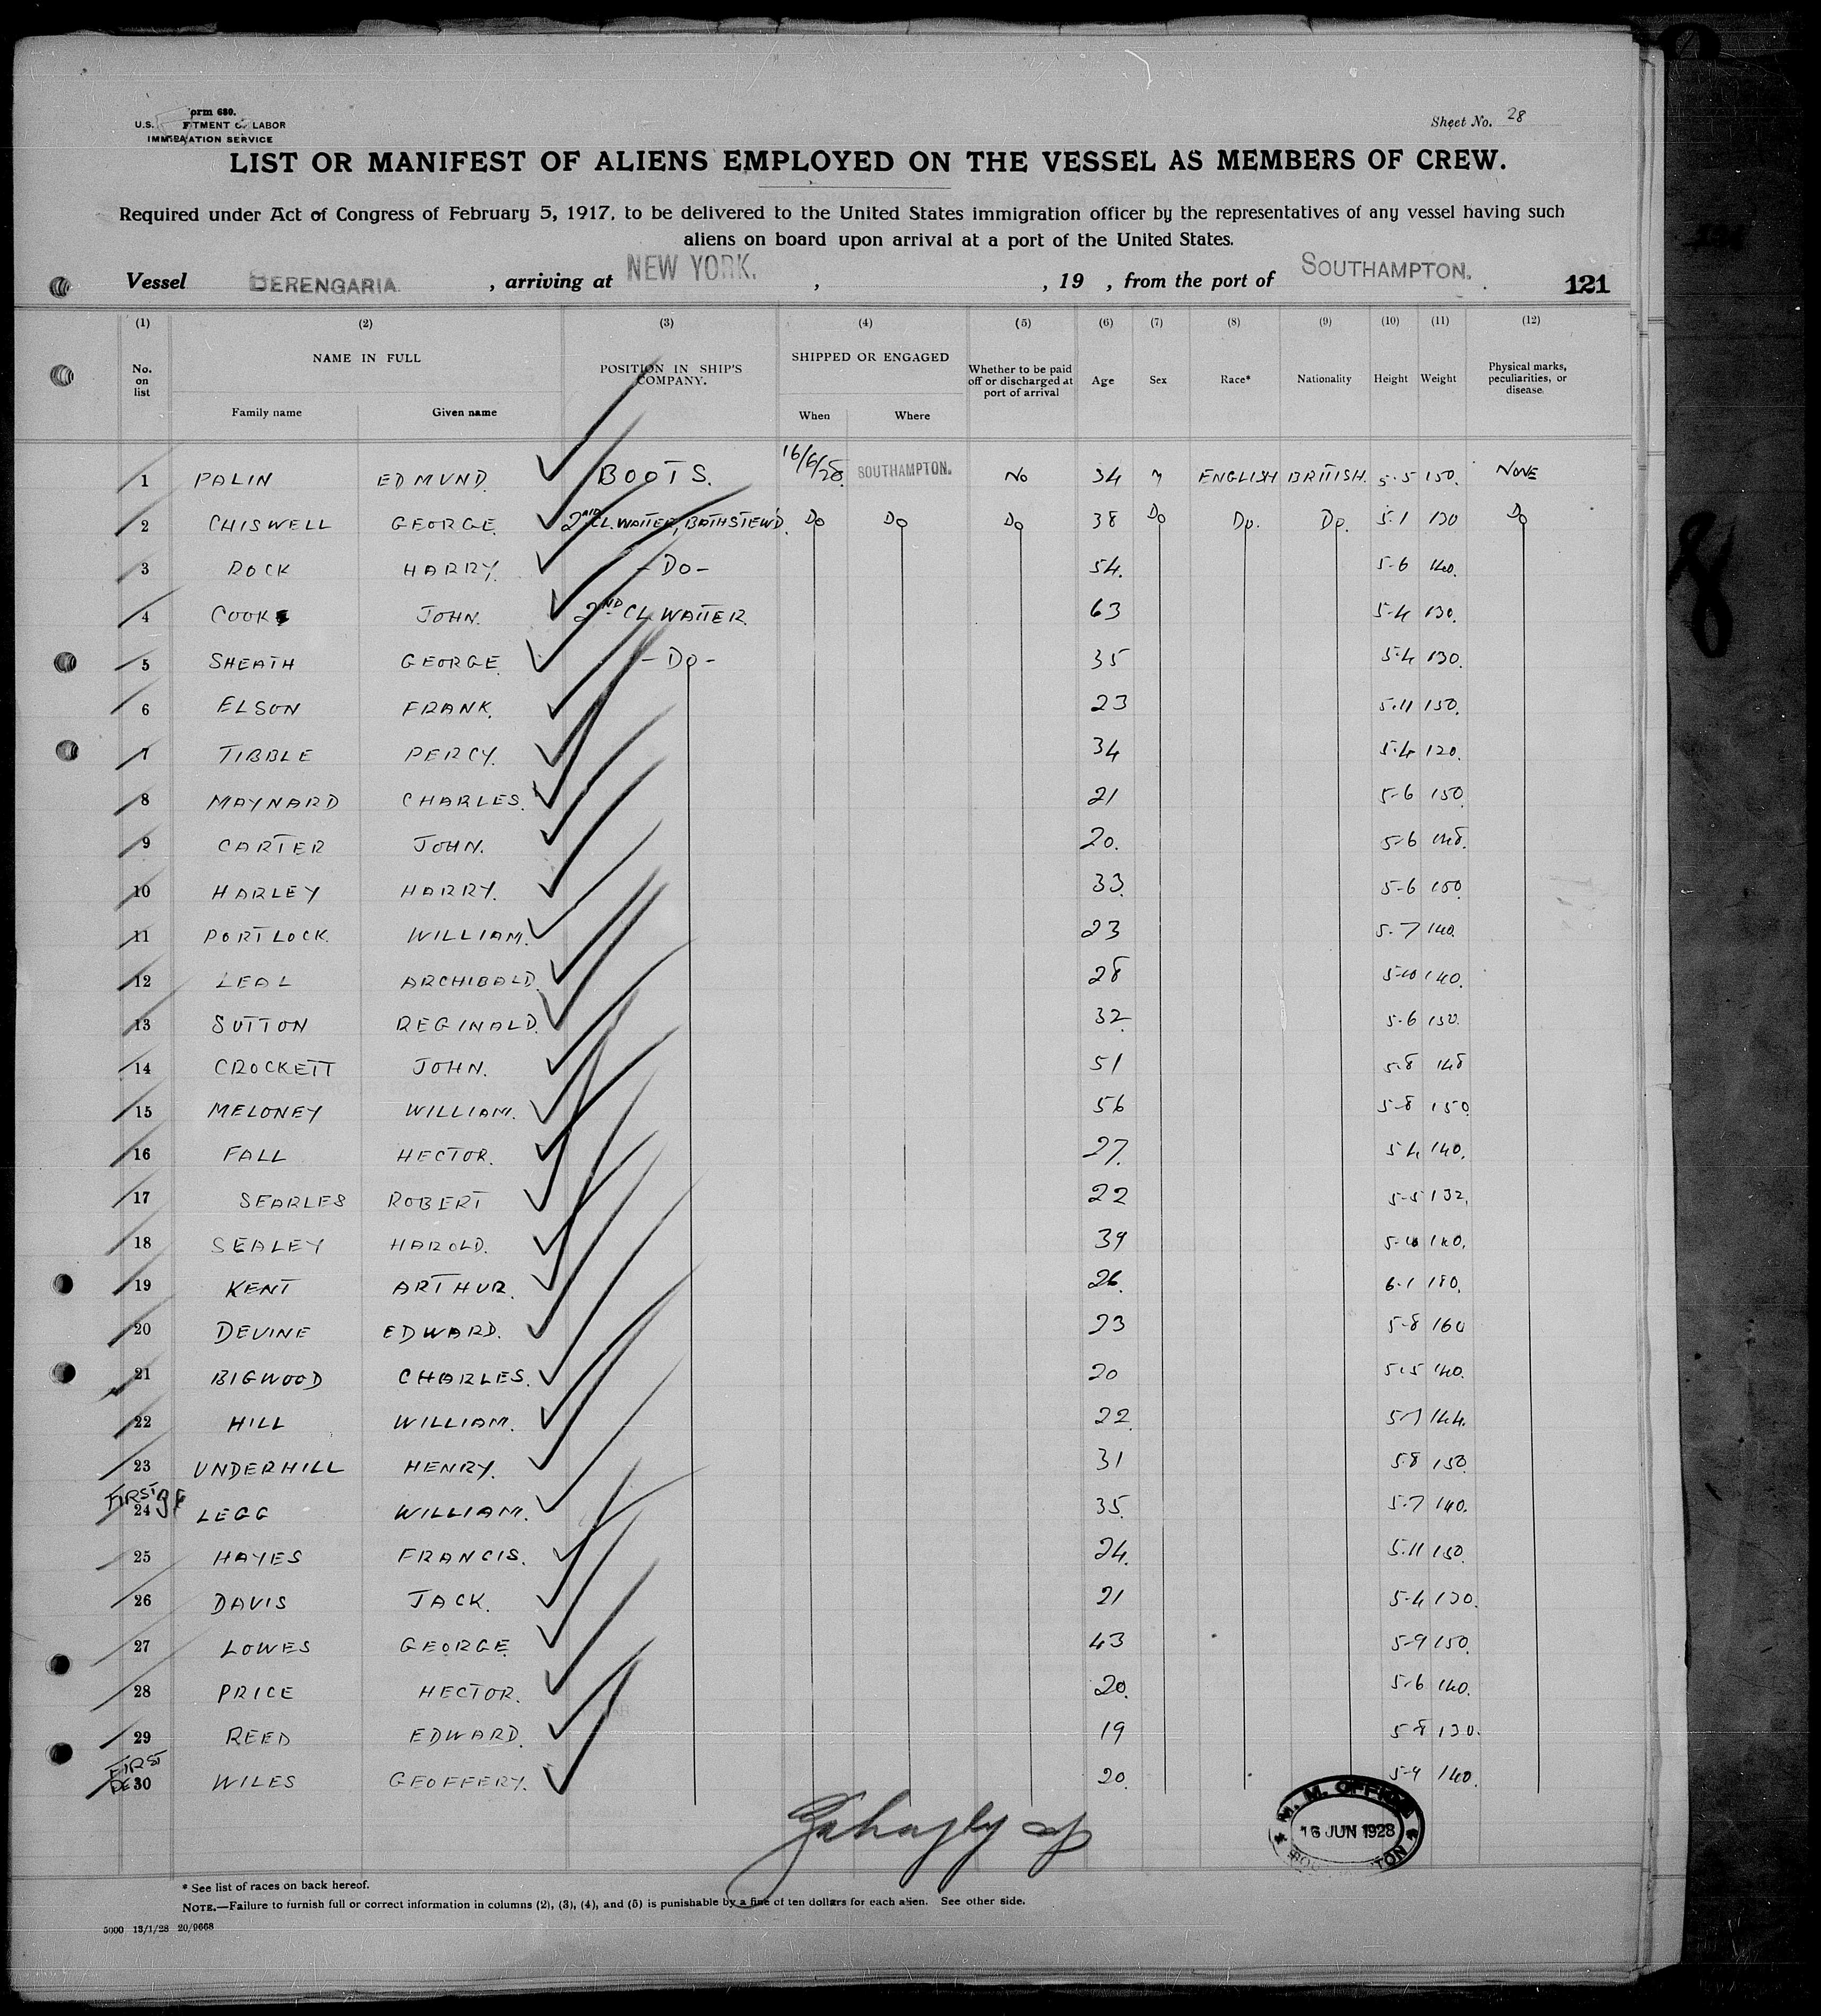 Form 680.
U.S. DEPARTMENT OF LABOR
IMMIGRATION SERVICE
Sheet No. 28
LIST OR MANIFEST OF ALIENS EMPLOYED ON THE VESSEL AS MEMBERS OF CREW.
Required under Act of Congress of February 5, 1917, to be delivered to the United States immigration officer by the representatives of any vessel having such
aliens on board upon arrival at a port of the United States.
Vessel BERENGARIA , arriving at NEW YORK. , , 19 , from the port of SOUTHAMPTON. 121
(1) (2) (3) (4) (5) (6) (7) (8) (9) (10) (11) (12)
No. on list NAME IN FULL Family name Given name POSITION IN SHIP'S COMPANY. SHIPPED OR ENGAGED When Where Whether to be paid off or discharged at port of arrival Age Sex Race* Nationality Height Weight Physical marks, peculiarities, or disease.
1 PALIN EDMUND. BOOTS. 16/6/28. SOUTHAMPTON. No 34 M ENGLISH BRITISH. 5-5 150. NONE
2 CHISWELL GEORGE. 2ND CL. WAITER, BATHSTEW'D. Do Do Do 38 Do Do. Do. 5-1 130 Do
3 ROCK HARRY. -Do- 54. 5-6 140.
4 COOK JOHN. 2ND CL. WAITER. 63 5-4 130.
5 SHEATH GEORGE. -Do- 35 5-4 130.
6 ELSON FRANK. 23 5-11 150.
7 TIBBLE PERCY. 34 5-4 120.
8 MAYNARD CHARLES. 21 5-6 150
9 CARTER JOHN. 20. 5-6 148.
10 HARLEY HARRY. 33. 5-6 150
11 PORTLOCK. WILLIAM. 23 5-7 140.
12 LEAL ARCHIBALD. 28 5-10 140.
13 SUTTON REGINALD. 32. 5-6 150.
14 CROCKETT JOHN. 51 5-8 148
15 MELONEY WILLIAM. 56 5-8 150
16 FALL HECTOR. 27. 5-4 140.
17 SEARLES ROBERT 22 5-5 132.
18 SEALEY HAROLD. 39 140.
19 KENT ARTHUR. 26. 6-1 180.
20 DEVINE EDWARD. 23 5-8 160
21 BIGWOOD CHARLES. 20 5-5 140.
22 HILL WILLIAM. 22. 5-7 144.
23 UNDERHILL HENRY. 31 5-8 150
FIRST
24 LEGG WILLIAM. 35. 5-7 140.
25 HAYES FRANCIS. 24. 5-11 150.
26 DAVIS JACK. 21 5-4 130.
27 LOWES GEORGE. 43 5-9 150.
28 PRICE HECTOR. 20. 5-6 140.
29 REED EDWARD. 19 5-8 130.
FIRST
30 WILES GEOFFERY. 20. 5-9 140.
M. M. OFFICE
16 JUN 1928
* See list of races on back hereof.
NOTE.—Failure to furnish full or correct information in columns (2), (3), (4), and (5) is punishable by a fine of ten dollars for each alien. See other side.
5000 13/1/28 20/9668